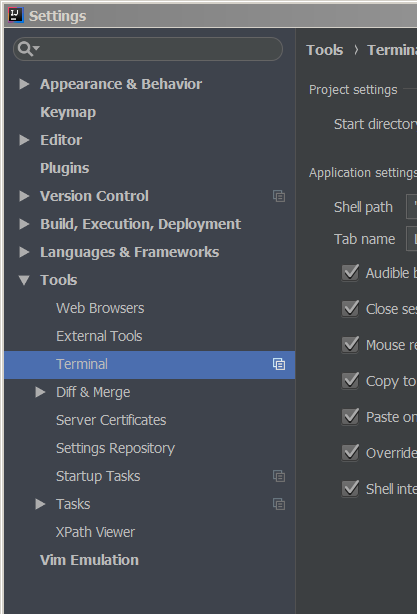 Settings
Appearance & Behavior
Keymap
Editor
Plugins
Version Control
Build, Execution, Deployment
Languages & Frameworks
Tools
Web Browsers
External Tools
Terminal
Diff & Merge
Server Certificates
Settings Repository
Startup Tasks
Tasks
XPath Viewer
Vim Emulation
Tools › Termina
Project settings
Start directory
Application settings
Shell path
Tab name
Audible
Close ses
Mouse re
Copy to
Paste on
Override
Shell inte